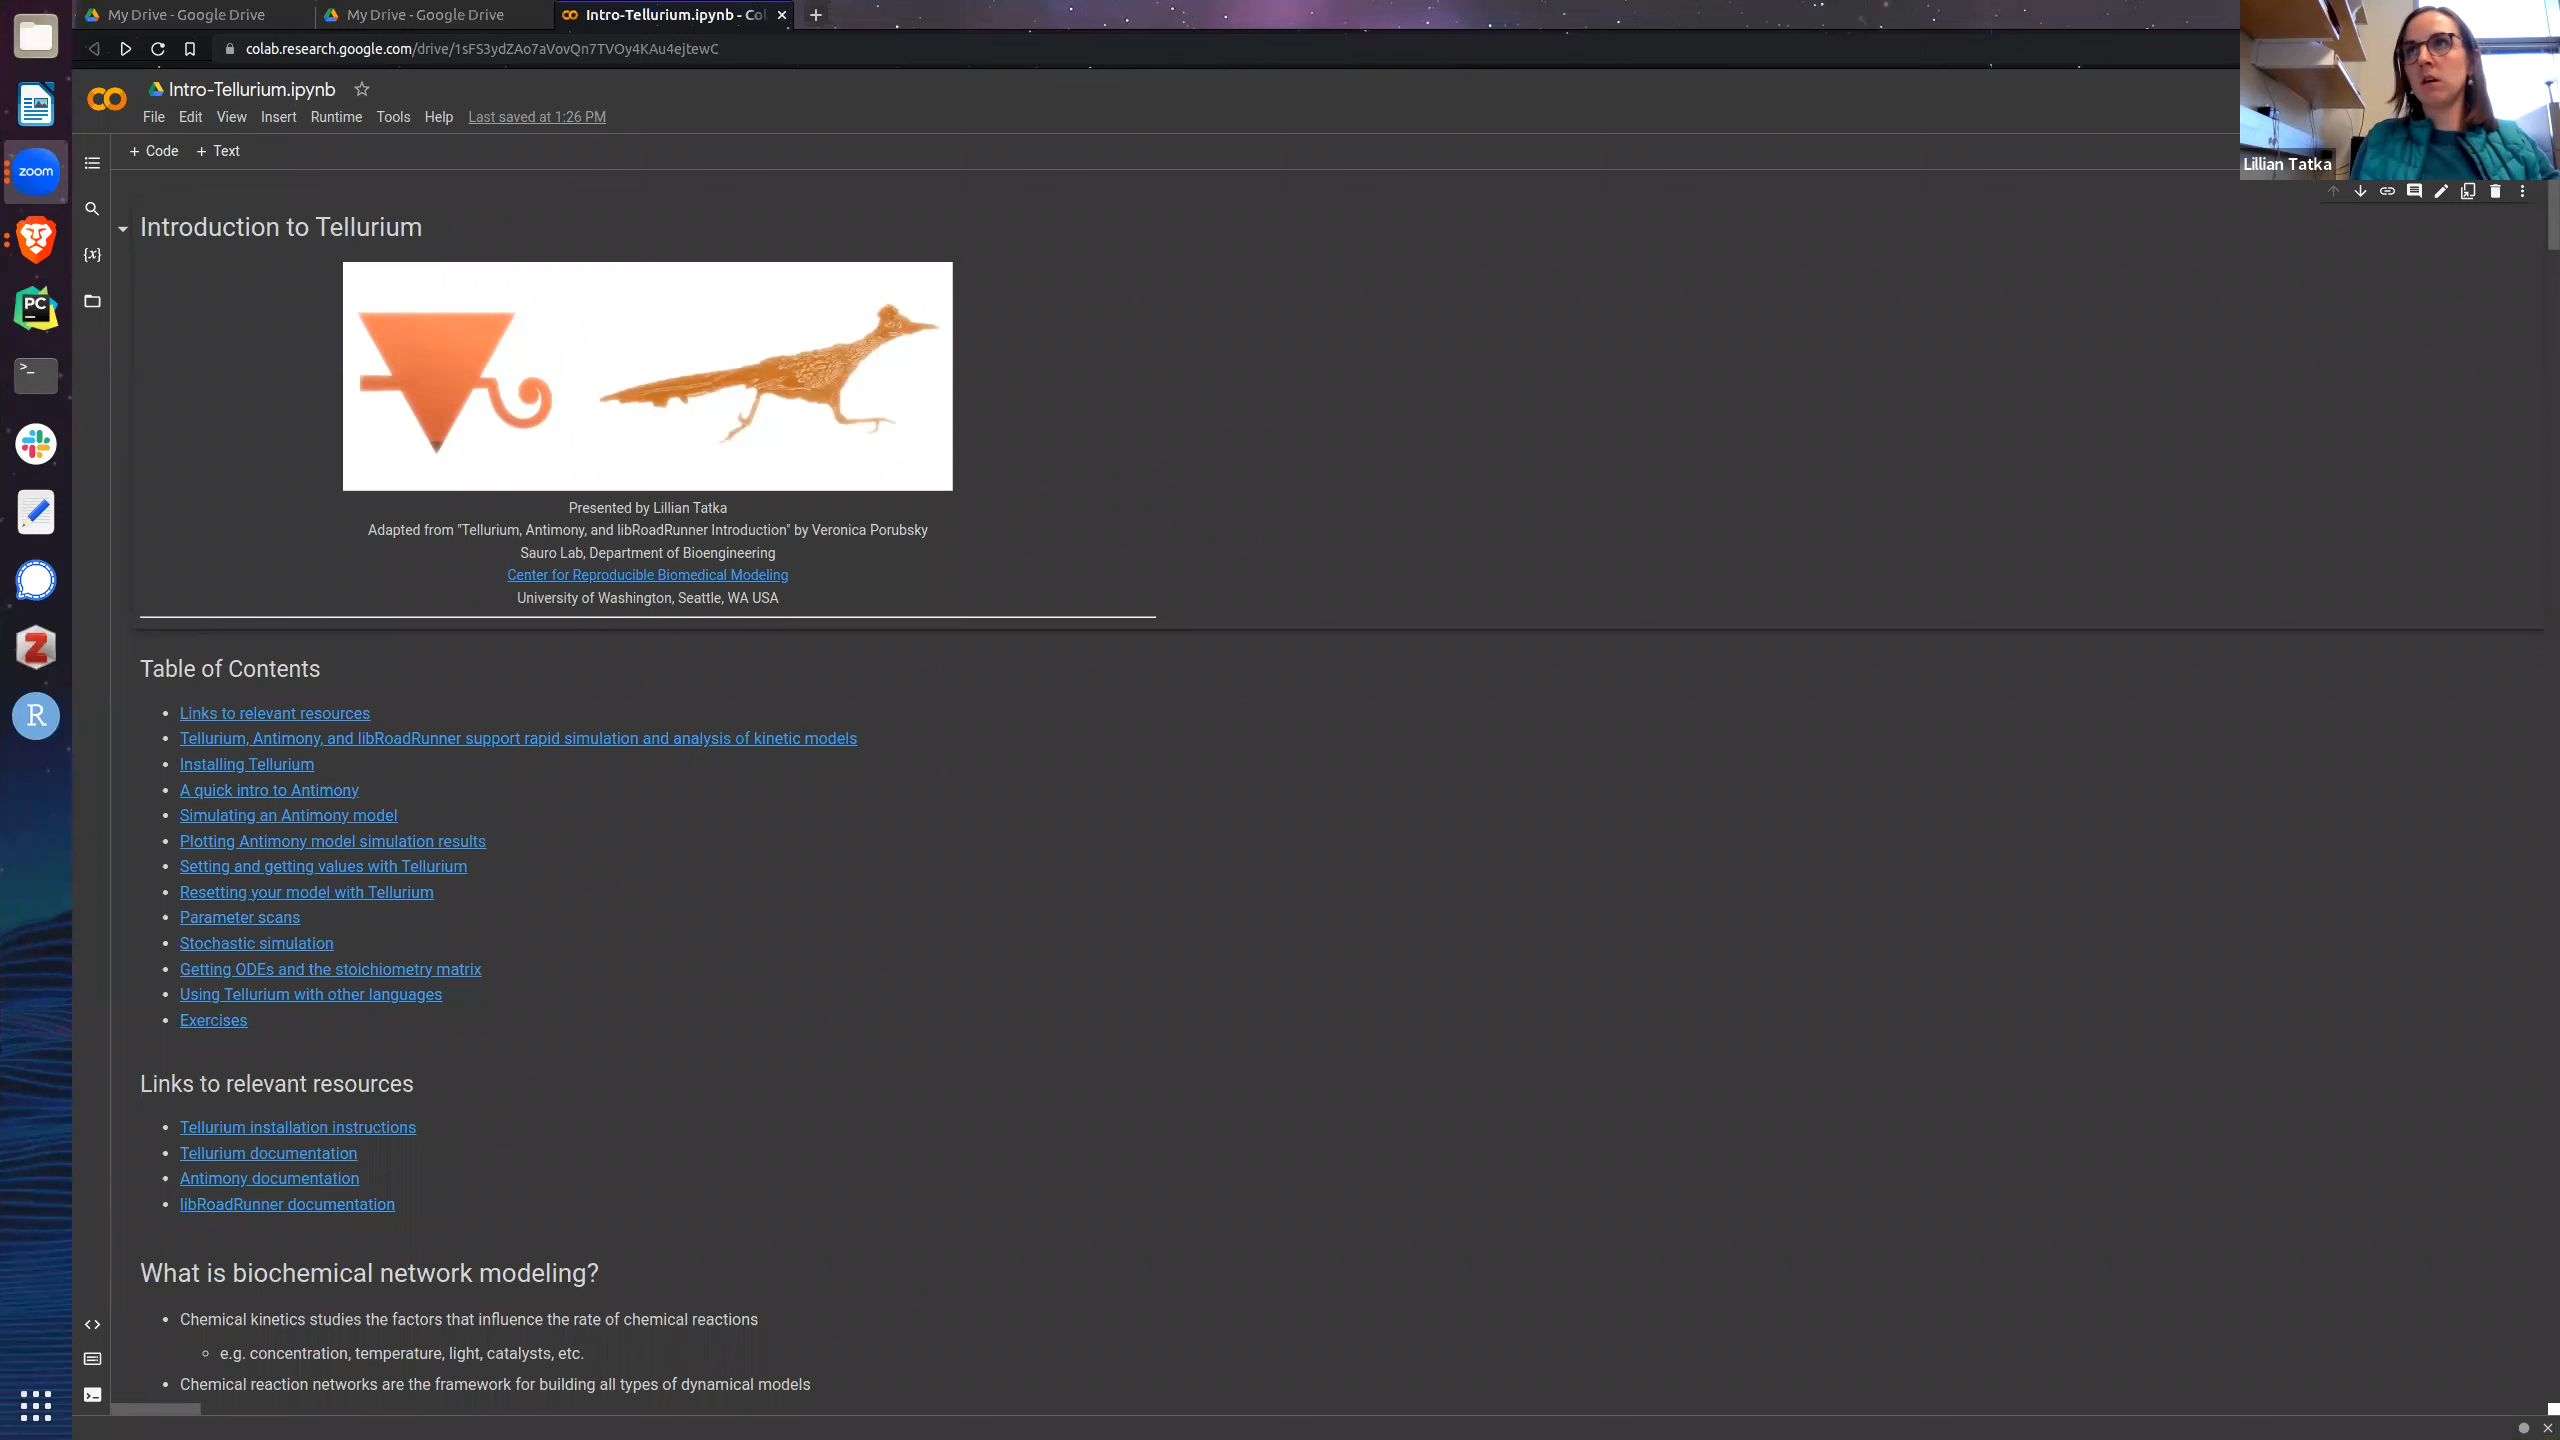 My Drive - Google Drive
My Drive - Google Drive
Intro-Tellurium.ipynb - Col
colab.research.google.com/drive/1sFS3ydZAo7aVovQn7TVOy4KAu4ejtewC
Intro-Tellurium.ipynb
File Edit View Insert Runtime Tools Help Last saved at 1:26 PM
+ Code + Text
Lillian Tatka
zoom
PC
>_
Z
R
{x}
Introduction to Tellurium
Presented by Lillian Tatka
Adapted from "Tellurium, Antimony, and libRoadRunner Introduction" by Veronica Porubsky
Sauro Lab, Department of Bioengineering
Center for Reproducible Biomedical Modeling
University of Washington, Seattle, WA USA
Table of Contents
• Links to relevant resources
• Tellurium, Antimony, and libRoadRunner support rapid simulation and analysis of kinetic models
• Installing Tellurium
• A quick intro to Antimony
• Simulating an Antimony model
• Plotting Antimony model simulation results
• Setting and getting values with Tellurium
• Resetting your model with Tellurium
• Parameter scans
• Stochastic simulation
• Getting ODEs and the stoichiometry matrix
• Using Tellurium with other languages
• Exercises
Links to relevant resources
• Tellurium installation instructions
• Tellurium documentation
• Antimony documentation
• libRoadRunner documentation
What is biochemical network modeling?
• Chemical kinetics studies the factors that influence the rate of chemical reactions
◦ e.g. concentration, temperature, light, catalysts, etc.
• Chemical reaction networks are the framework for building all types of dynamical models